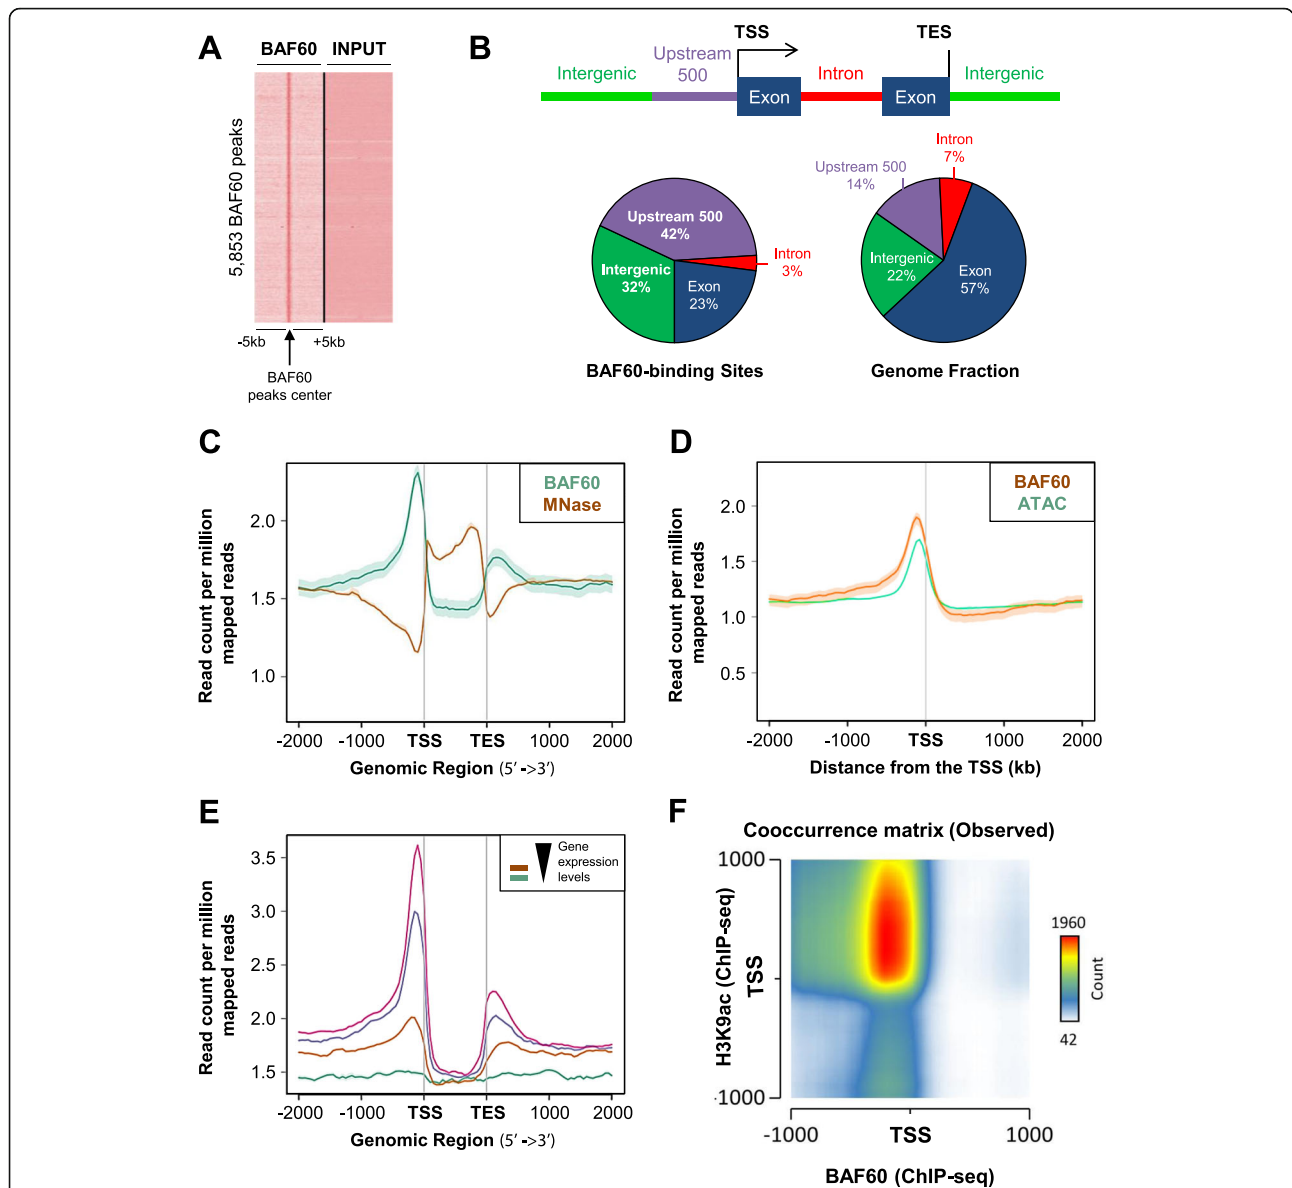 A
BAF60 INPUT
5,853 BAF60 peaks
-5kb +5kb
BAF60
peaks center
B
TSS TES
Intergenic
Upstream
500
Exon
Intron
Exon
Intergenic
Upstream 500
42%
Intron
3%
Intergenic
32%
Exon
23%
BAF60-binding Sites
Intron
7%
Upstream 500
14%
Intergenic
22%
Exon
57%
Genome Fraction
C
BAF60
MNase
Read count per million
mapped reads
2.0
1.5
1.0
-2000 -1000 TSS TES 1000 2000
Genomic Region (5' ->3')
D
BAF60
ATAC
Read count per million
mapped reads
2.0
1.5
1.0
0.5
-2000 -1000 TSS 1000 2000
Distance from the TSS (kb)
E
Gene
expression
levels
Read count per million
mapped reads
3.5
3.0
2.5
2.0
1.5
-2000 -1000 TSS TES 1000 2000
Genomic Region (5' ->3')
F
Cooccurrence matrix (Observed)
H3K9ac (ChIP-seq)
1000
TSS
-1000
-1000 TSS 1000
BAF60 (ChIP-seq)
1960
Count
42